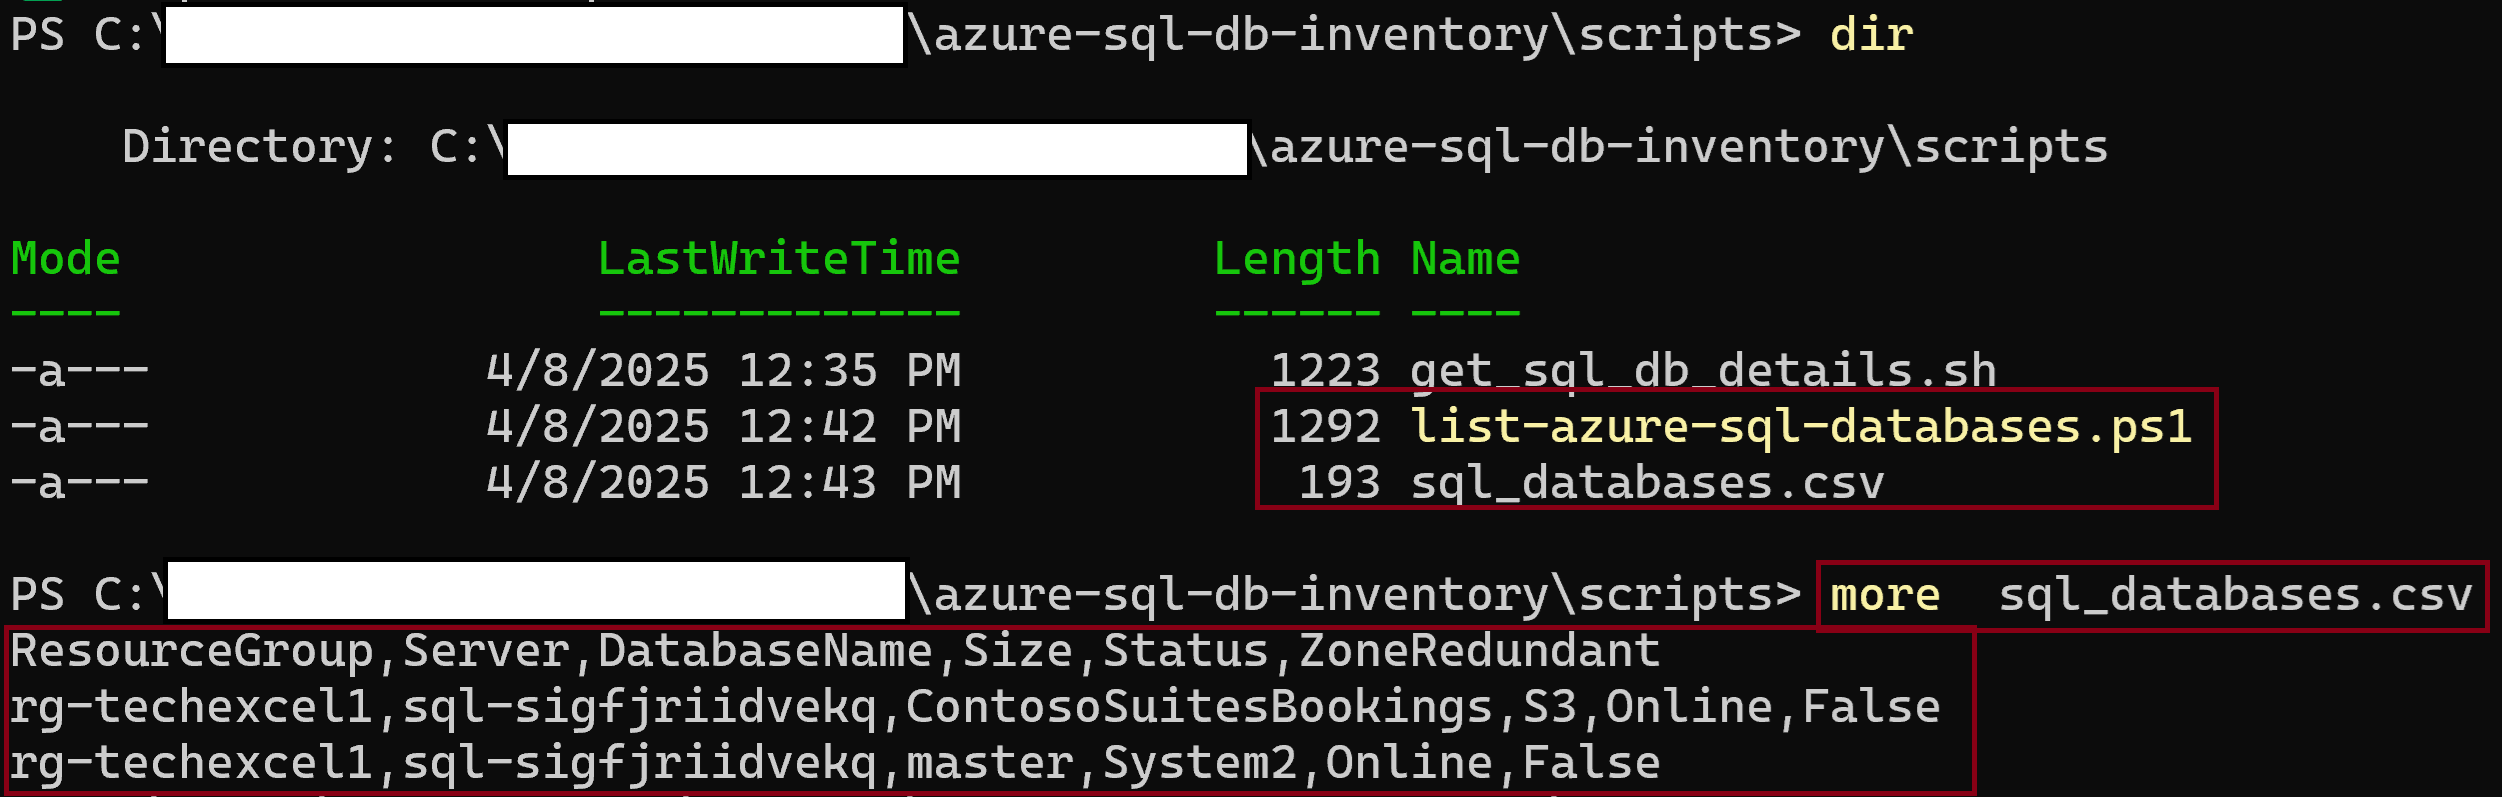 PS C:\ \azure-sql-db-inventory\scripts> dir
Directory: C:\ \azure-sql-db-inventory\scripts
Mode LastWriteTime Length Name
---- ------------- ------ ----
-a--- 4/8/2025 12:35 PM 1223 get_sql_db_details.sh
-a--- 4/8/2025 12:42 PM 1292 list-azure-sql-databases.ps1
-a--- 4/8/2025 12:43 PM 193 sql_databases.csv
PS C:\ \azure-sql-db-inventory\scripts> more sql_databases.csv
ResourceGroup,Server,DatabaseName,Size,Status,ZoneRedundant
rg-techexcel1,sql-sigfjriidvekq,ContosoSuitesBookings,S3,Online,False
rg-techexcel1,sql-sigfjriidvekq,master,System2,Online,False